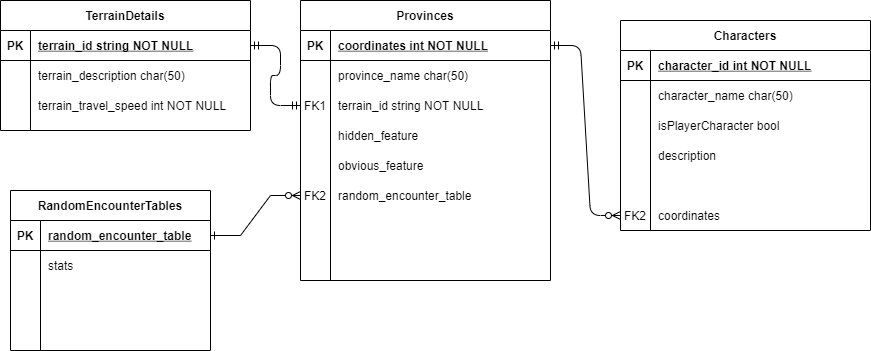 TerrainDetails
PK terrain_id string NOT NULL
terrain_description char(50)
terrain_travel_speed int NOT NULL
Provinces
PK coordinates int NOT NULL
province_name char(50)
FK1 terrain_id string NOT NULL
hidden_feature
obvious_feature
FK2 random_encounter_table
Characters
PK character_id int NOT NULL
character_name char(50)
isPlayerCharacter bool
description
FK2 coordinates
RandomEncounterTables
PK random_encounter_table
stats